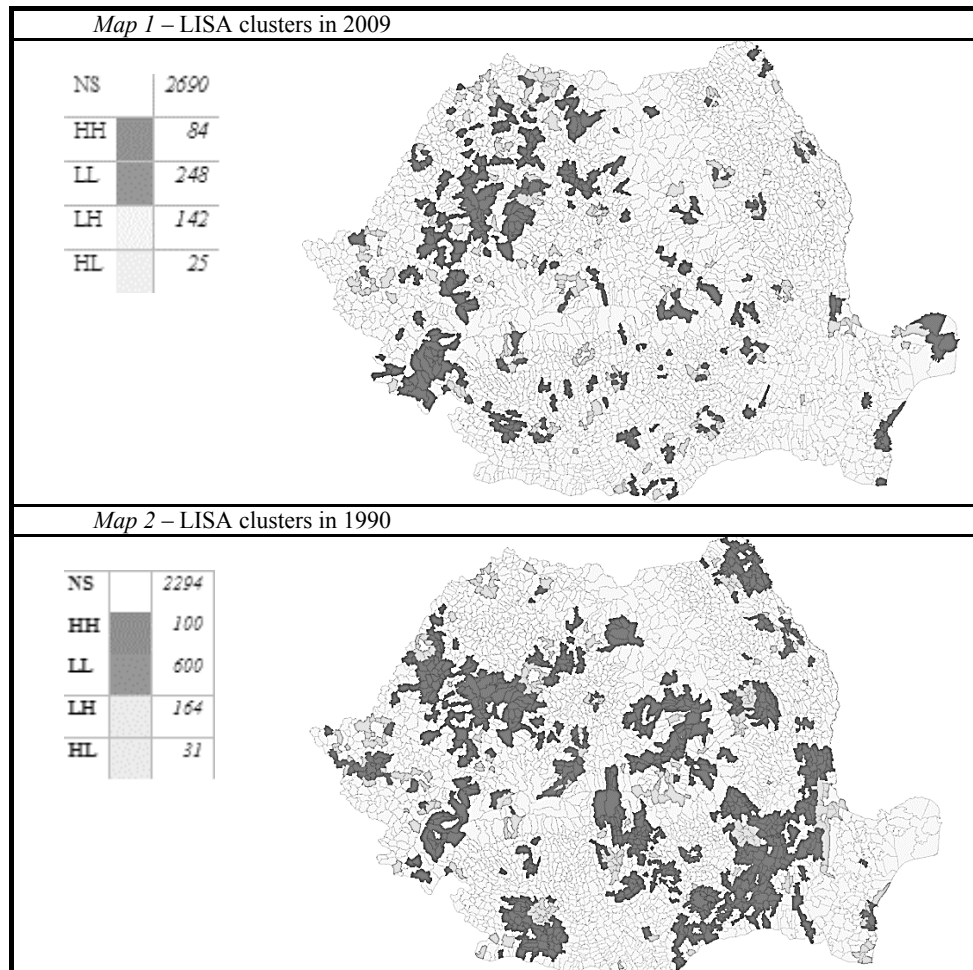 Map 1 – LISA clusters in 2009
NS 2690
HH 84
LL 248
LH 142
HL 25
Map 2 – LISA clusters in 1990
NS 2294
HH 100
LL 600
LH 164
HL 31